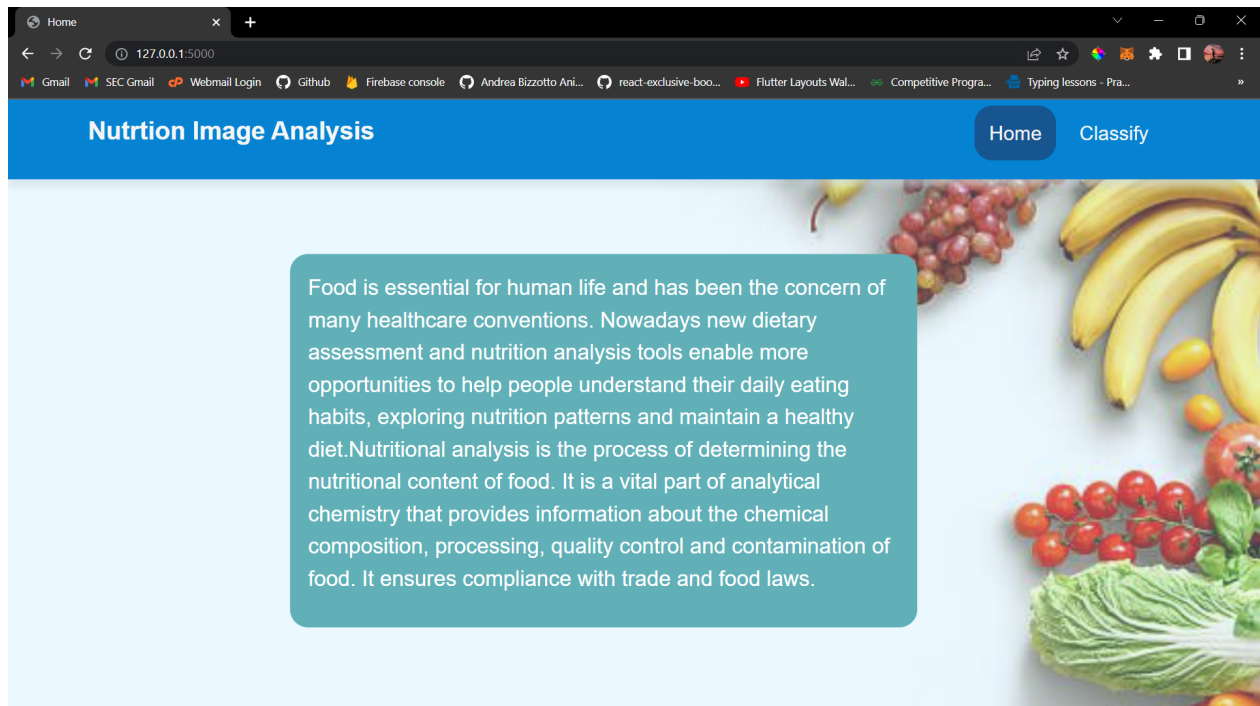 Home
127.0.0.1:5000
Gmail
SEC Gmail
Webmail Login
Github
Firebase console
Andrea Bizzotto Ani...
react-exclusive-boo...
Flutter Layouts Wal...
Competitive Progra...
Typing lessons - Pra...
»
Nutrtion Image Analysis
Home
Classify
Food is essential for human life and has been the concern of
many healthcare conventions. Nowadays new dietary
assessment and nutrition analysis tools enable more
opportunities to help people understand their daily eating
habits, exploring nutrition patterns and maintain a healthy
diet.Nutritional analysis is the process of determining the
nutritional content of food. It is a vital part of analytical
chemistry that provides information about the chemical
composition, processing, quality control and contamination of
food. It ensures compliance with trade and food laws.